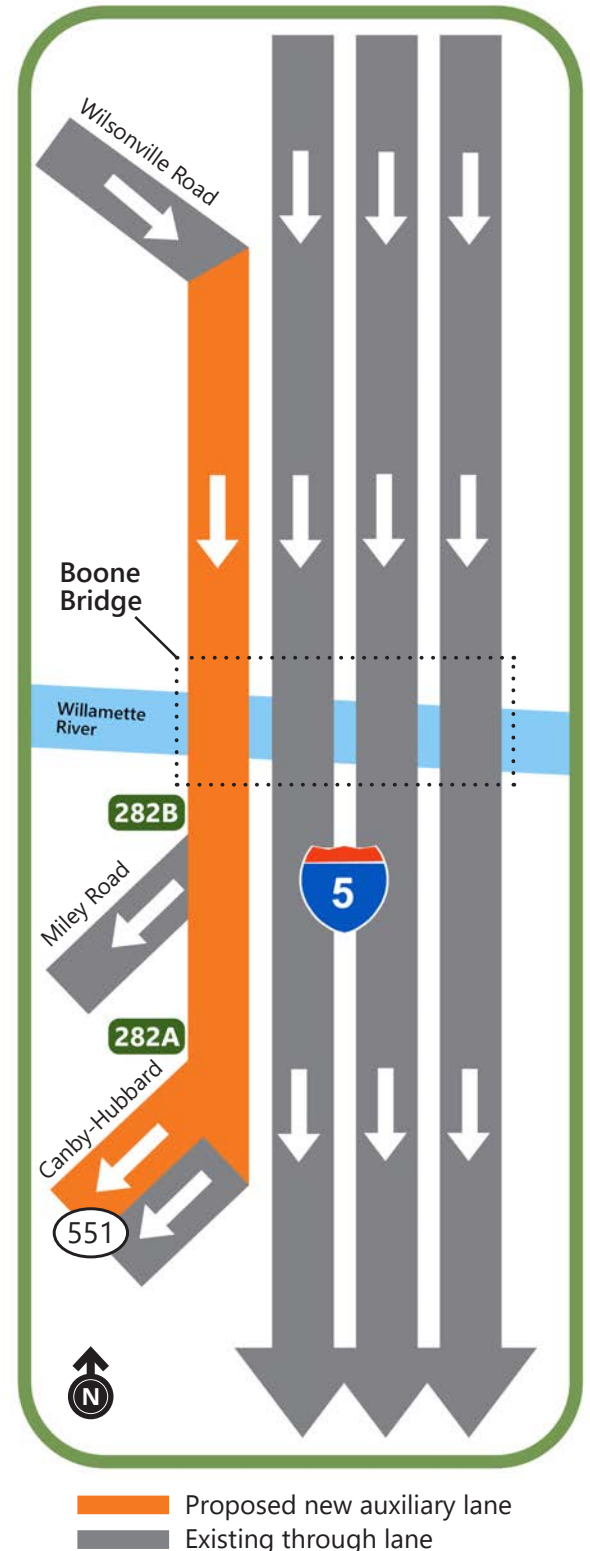 Wilsonville Road
Boone
Bridge
Willamette
River
282B
5
Miley Road
282A
Canby-Hubbard
551
N
Proposed new auxiliary lane
Existing through lane